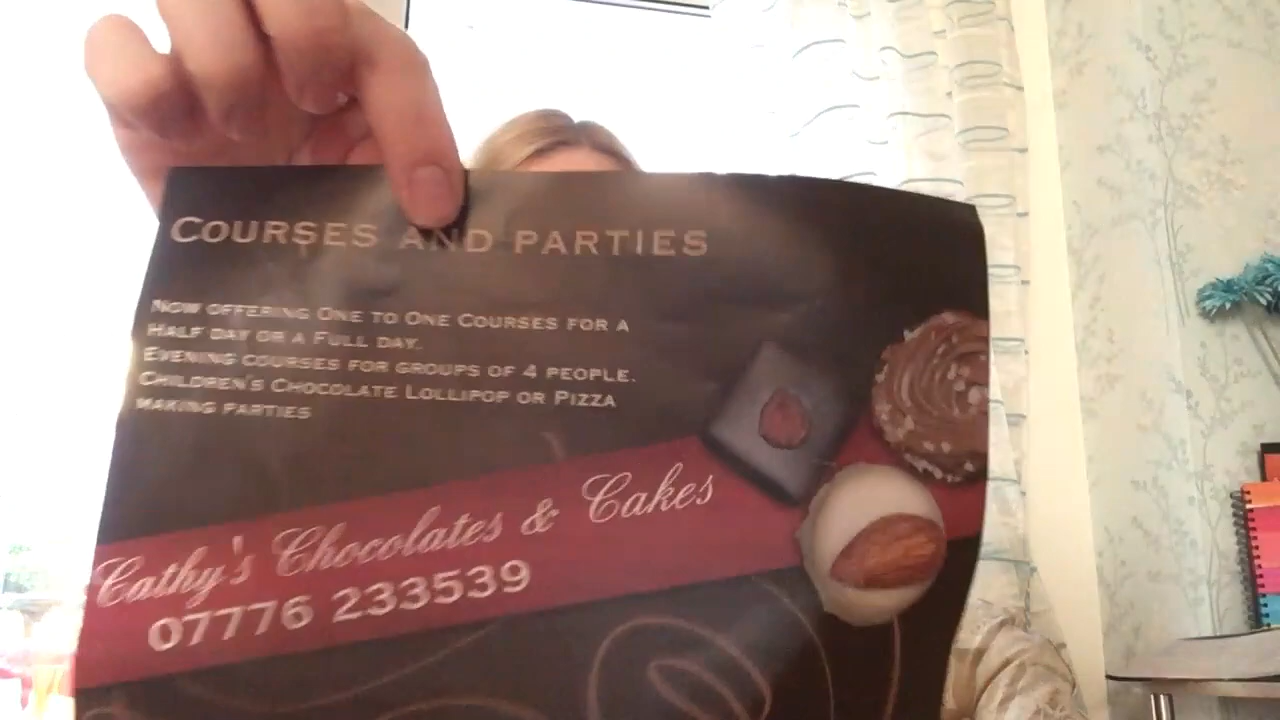 COURSES AND PARTIES
NOW OFFERING ONE TO ONE COURSES FOR A
HALF DAY OR A FULL DAY.
EVENING COURSES FOR GROUPS OF 4 PEOPLE.
CHILDREN'S CHOCOLATE LOLLIPOP OR PIZZA
MAKING PARTIES
Cathy's Chocolates & Cakes
07776 233539